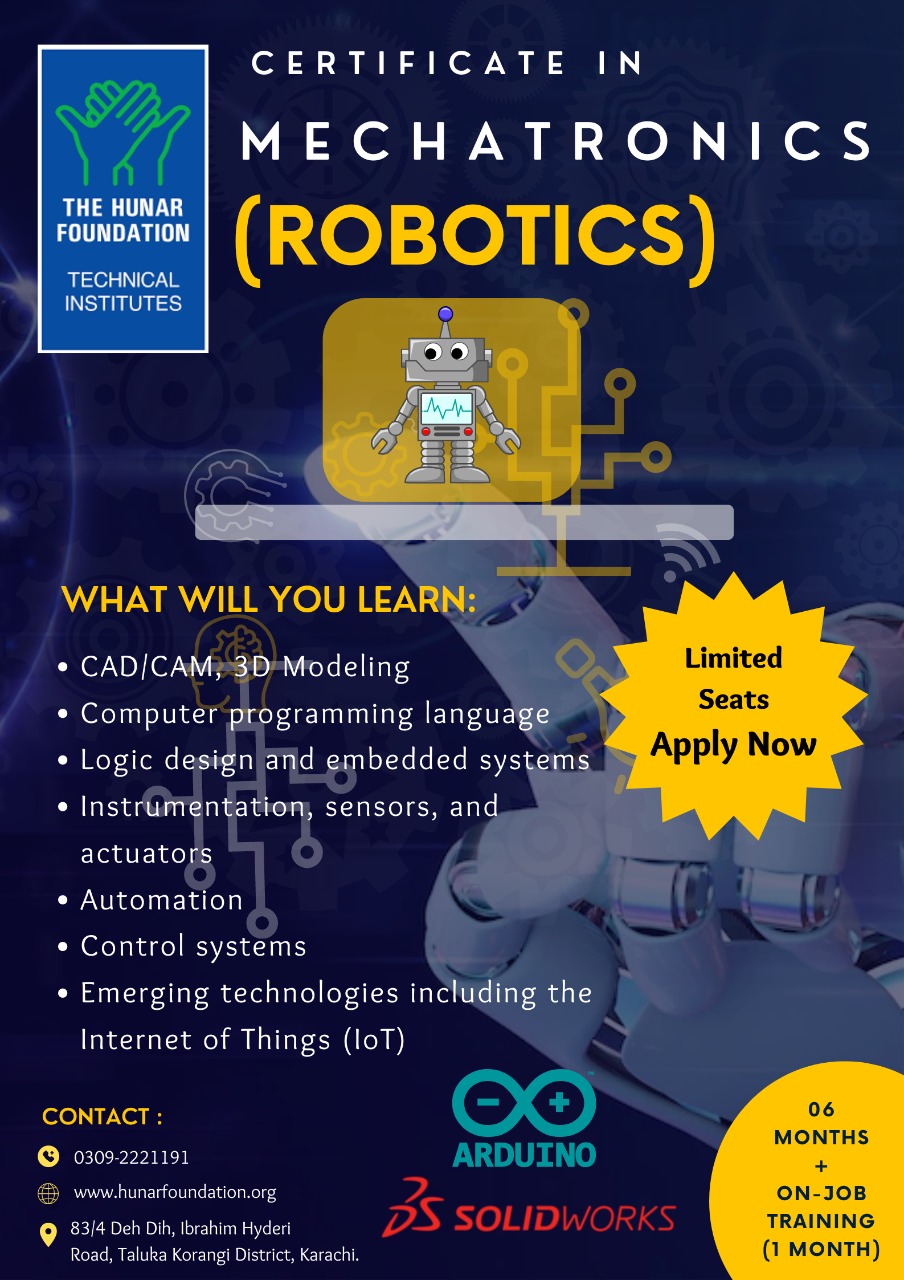 CERTIFICATE IN
MECHATRONICS
(ROBOTICS)
THE HUNAR
FOUNDATION
TECHNICAL
INSTITUTES
WHAT WILL YOU LEARN:
• CAD/CAM, 3D Modeling
• Computer programming language
• Logic design and embedded systems
• Instrumentation, sensors, and
actuators
• Automation
• Control systems
• Emerging technologies including the
Internet of Things (IoT)
Limited
Seats
Apply Now
CONTACT :
0309-2221191
www.hunarfoundation.org
83/4 Deh Dih, Ibrahim Hyderi
Road, Taluka Korangi District, Karachi.
ARDUINO
SOLIDWORKS
06
MONTHS
+
ON-JOB
TRAINING
(1 MONTH)